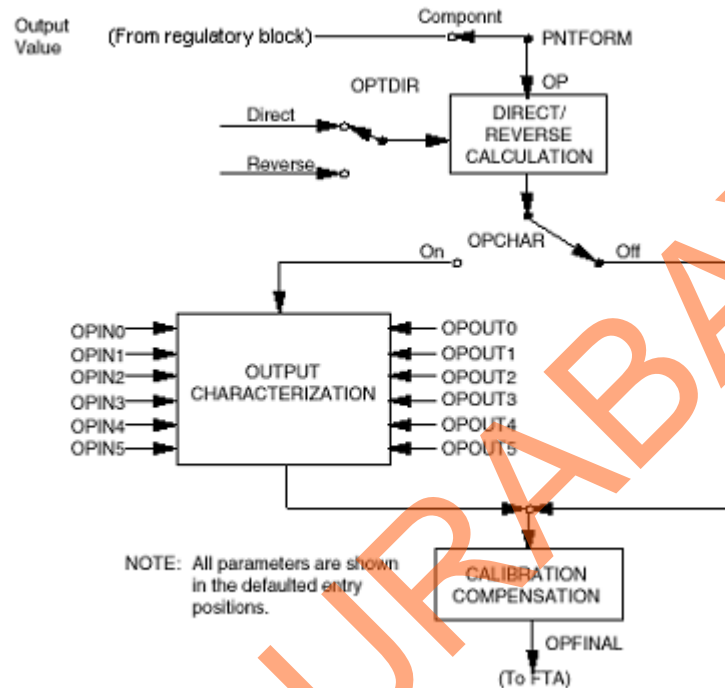 Output
Value
(From regulatory block)
Componnt
PNTFORM
OP
OPTDIR
Direct
Reverse
DIRECT/
REVERSE
CALCULATION
OPCHAR
On
Off
OPIN0
OPIN1
OPIN2
OPIN3
OPIN4
OPIN5
OUTPUT
CHARACTERIZATION
OPOUT0
OPOUT1
OPOUT2
OPOUT3
OPOUT4
OPOUT5
NOTE: All parameters are shown
in the defaulted entry
positions.
CALIBRATION
COMPENSATION
OPFINAL
(To FTA)
URABA